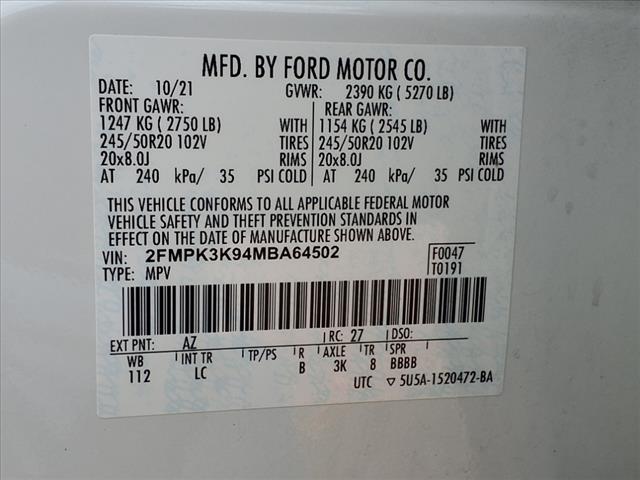 MFD. BY FORD MOTOR CO.
DATE: 10/21 GVWR: 2390 KG ( 5270 LB)
FRONT GAWR: REAR GAWR:
1247 KG ( 2750 LB) WITH 1154 KG ( 2545 LB) WITH
245/50R20 102V TIRES 245/50R20 102V TIRES
20x8.0J RIMS 20x8.0J RIMS
AT 240 kPa/ 35 PSI COLD AT 240 kPa/ 35 PSI COLD
THIS VEHICLE CONFORMS TO ALL APPLICABLE FEDERAL MOTOR
VEHICLE SAFETY AND THEFT PREVENTION STANDARDS IN
EFFECT ON THE DATE OF MANUFACTURE SHOWN ABOVE.
VIN: 2FMPK3K94MBA64502 F0047
TYPE: MPV T0191
EXT PNT: AZ RC: 27 DSO:
WB INT TR TP/PS R AXLE TR SPR
112 LC B 3K 8 BBBB
UTC ▽ 5U5A-1520472-BA